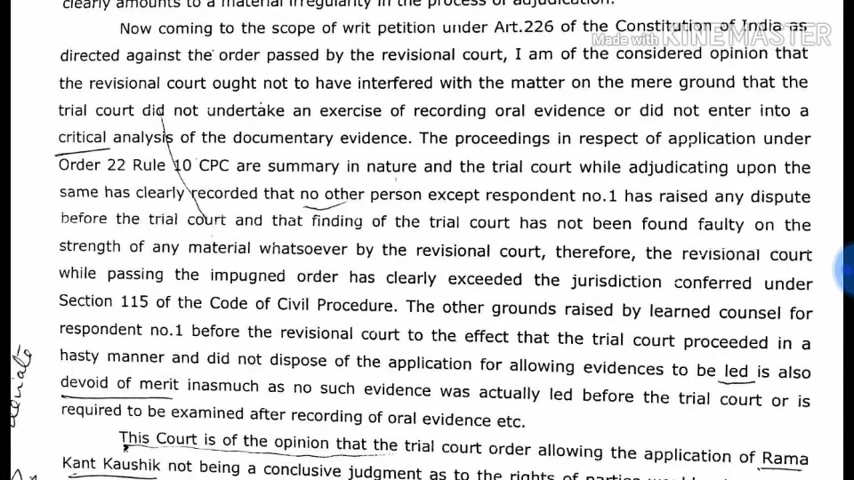 clearly amounts to a material irregularity in the process of adjudication.
Now coming to the scope of writ petition under Art.226 of the Constitution of India as
Made with KINEMASTER
directed against the order passed by the revisional court, I am of the considered opinion that
the revisional court ought not to have interfered with the matter on the mere ground that the
trial court did not undertake an exercise of recording oral evidence or did not enter into a
critical analysis of the documentary evidence. The proceedings in respect of application under
Order 22 Rule 10 CPC are summary in nature and the trial court while adjudicating upon the
same has clearly recorded that no other person except respondent no.1 has raised any dispute
before the trial court and that finding of the trial court has not been found faulty on the
strength of any material whatsoever by the revisional court, therefore, the revisional court
while passing the impugned order has clearly exceeded the jurisdiction conferred under
Section 115 of the Code of Civil Procedure. The other grounds raised by learned counsel for
respondent no.1 before the revisional court to the effect that the trial court proceeded in a
hasty manner and did not dispose of the application for allowing evidences to be led is also
devoid of merit inasmuch as no such evidence was actually led before the trial court or is
required to be examined after recording of oral evidence etc.
This Court is of the opinion that the trial court order allowing the application of Rama
Kant Kaushik not being a conclusive judgment as to the rights of parties